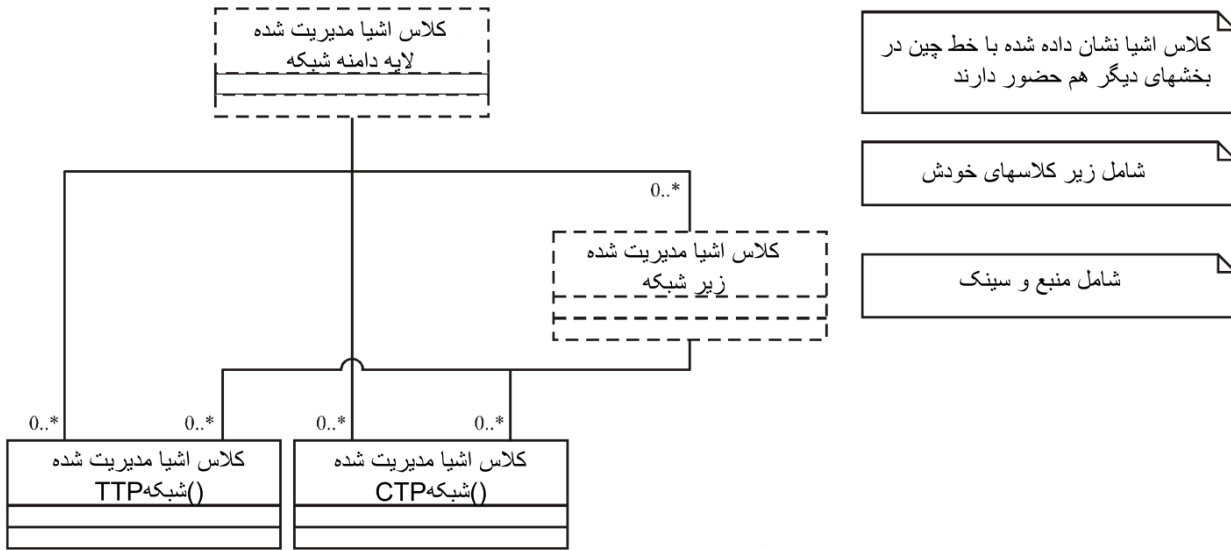 کلاس اشیا مدیریت شده
لایه دامنه شبکه
کلاس اشیا نشان داده شده با خط چین در
بخشهای دیگر هم حضور دارند
شامل زیر کلاسهای خودش
شامل منبع و سینک
0..*
کلاس اشیا مدیریت شده
زیر شبکه
0..*
0..*
0..*
0..*
کلاس اشیا مدیریت شده
TTPشبکه()
کلاس اشیا مدیریت شده
CTPشبکه()